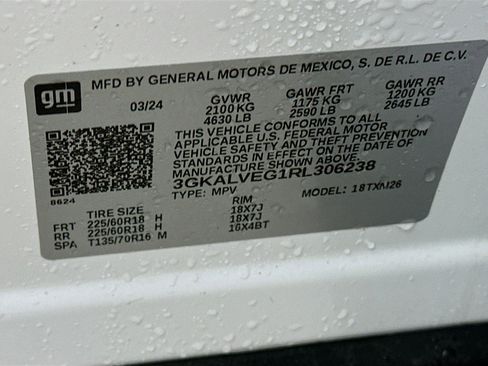 gm
MFD BY GENERAL MOTORS DE MEXICO, S. DE R.L. DE C.V.
03/24 GVWR GAWR FRT GAWR RR
2100 KG 1175 KG 1200 KG
4630 LB 2590 LB 2645 LB
THIS VEHICLE CONFORMS TO ALL
APPLICABLE U.S. FEDERAL MOTOR
VEHICLE SAFETY AND THEFT PREVENTION
STANDARDS IN EFFECT ON THE DATE OF
MANUFACTURE SHOWN ABOVE.
3GKALVEG1RL306238
8624 TYPE: MPV MODEL: 18TXM26
TIRE SIZE RIM
FRT 225/60R18 H 18X7J
RR 225/60R18 H 18X7J
SPA T135/70R16 M 16X4BT